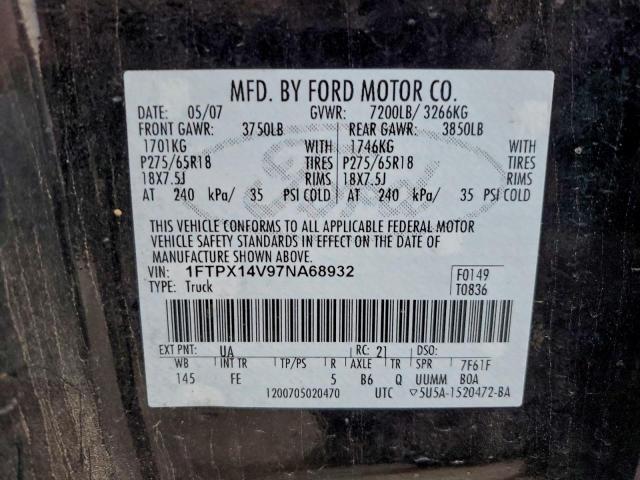 MFD. BY FORD MOTOR CO.
DATE: 05/07 GVWR: 7200LB/ 3266KG
FRONT GAWR: 3750LB REAR GAWR: 3850LB
1701KG WITH 1746KG WITH
P275/65R18 TIRES P275/65R18 TIRES
18X7.5J RIMS 18X7.5J RIMS
AT 240 kPa/ 35 PSI COLD AT 240 kPa/ 35 PSI COLD
THIS VEHICLE CONFORMS TO ALL APPLICABLE FEDERAL MOTOR
VEHICLE SAFETY STANDARDS IN EFFECT ON THE DATE OF
MANUFACTURE SHOWN ABOVE.
VIN: 1FTPX14V97NA68932 F0149
TYPE: Truck T0836
EXT PNT: UA RC: 21 DSO:
WB INT TR TP/PS R AXLE TR SPR 7F61F
145 FE 5 B6 Q UUMM B0A
1200705020470 UTC 5U5A-1520472-BA